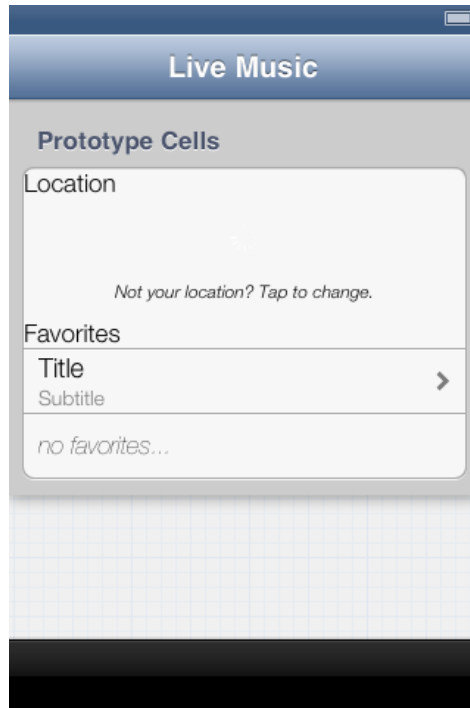 Live Music
Prototype Cells
Location
Not your location? Tap to change.
Favorites
Title
Subtitle
no favorites...